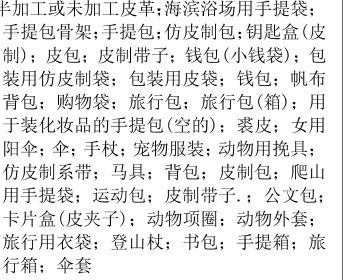 半加工或未加工皮革;海滨浴场用手提袋;
手提包骨架;手提包;仿皮制包;钥匙盒(皮
制);皮包;皮制带子;钱包(小钱袋);包
装用仿皮制袋;包装用皮袋;钱包;帆布
背包;购物袋;旅行包;旅行包(箱);用
于装化妆品的手提包(空的);裘皮;女用
阳伞;伞;手杖;宠物服装;动物用挽具;
仿皮制系带;马具;背包;皮制包;爬山
用手提袋;运动包;皮制带子.;公文包;
卡片盒(皮夹子);动物项圈;动物外套;
旅行用衣袋;登山杖;书包;手提箱;旅
行箱;伞套